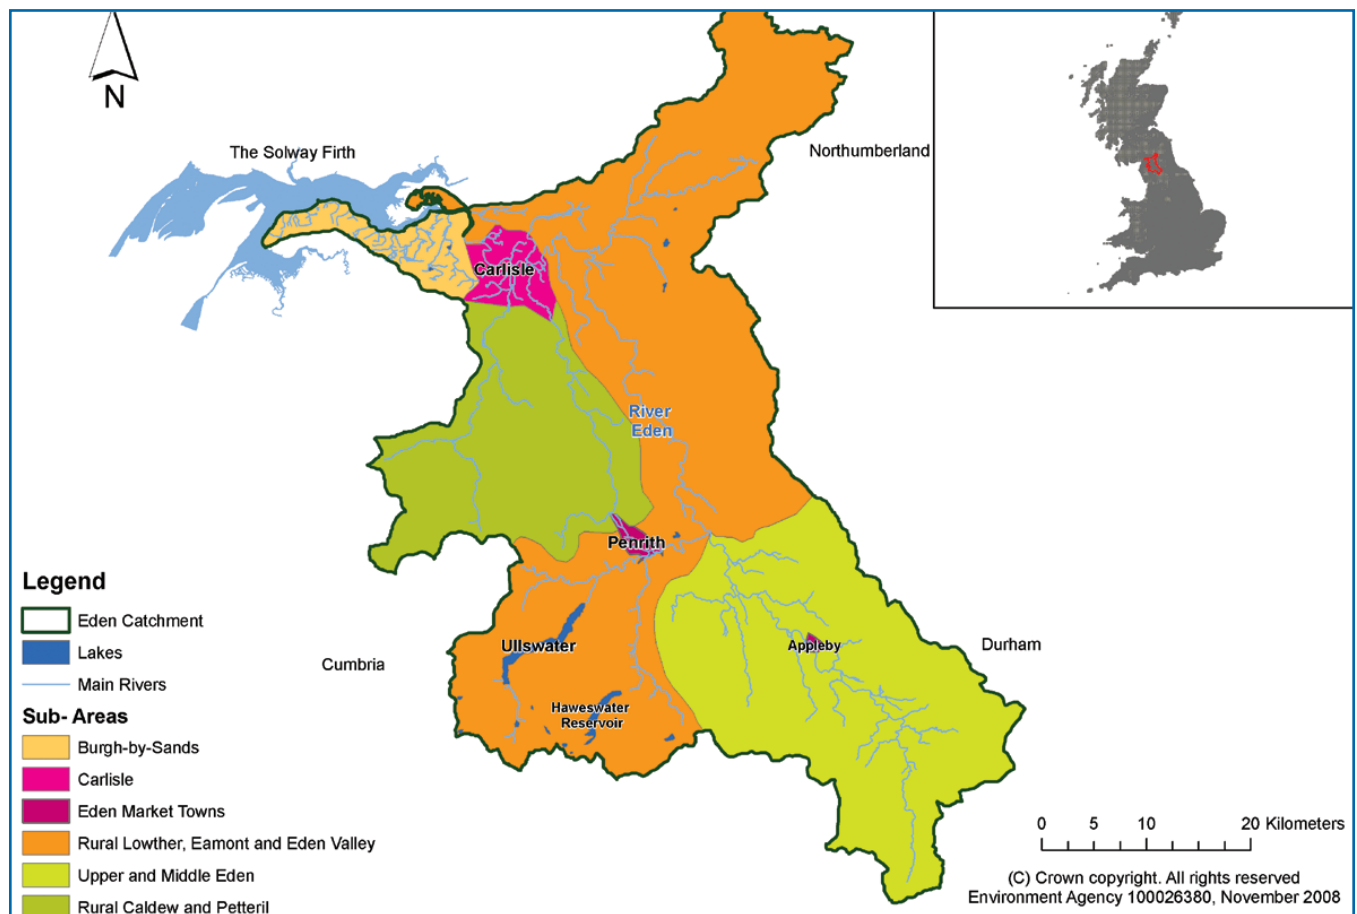 N
The Solway Firth
Northumberland
Carlisle
River
Eden
Penrith
Ullswater
Haweswater
Reservoir
Appleby
Cumbria
Durham
Legend
Eden Catchment
Lakes
Main Rivers
Sub- Areas
Burgh-by-Sands
Carlisle
Eden Market Towns
Rural Lowther, Eamont and Eden Valley
Upper and Middle Eden
Rural Caldew and Petteril
0 5 10 20 Kilometers
(C) Crown copyright. All rights reserved
Environment Agency 100026380, November 2008